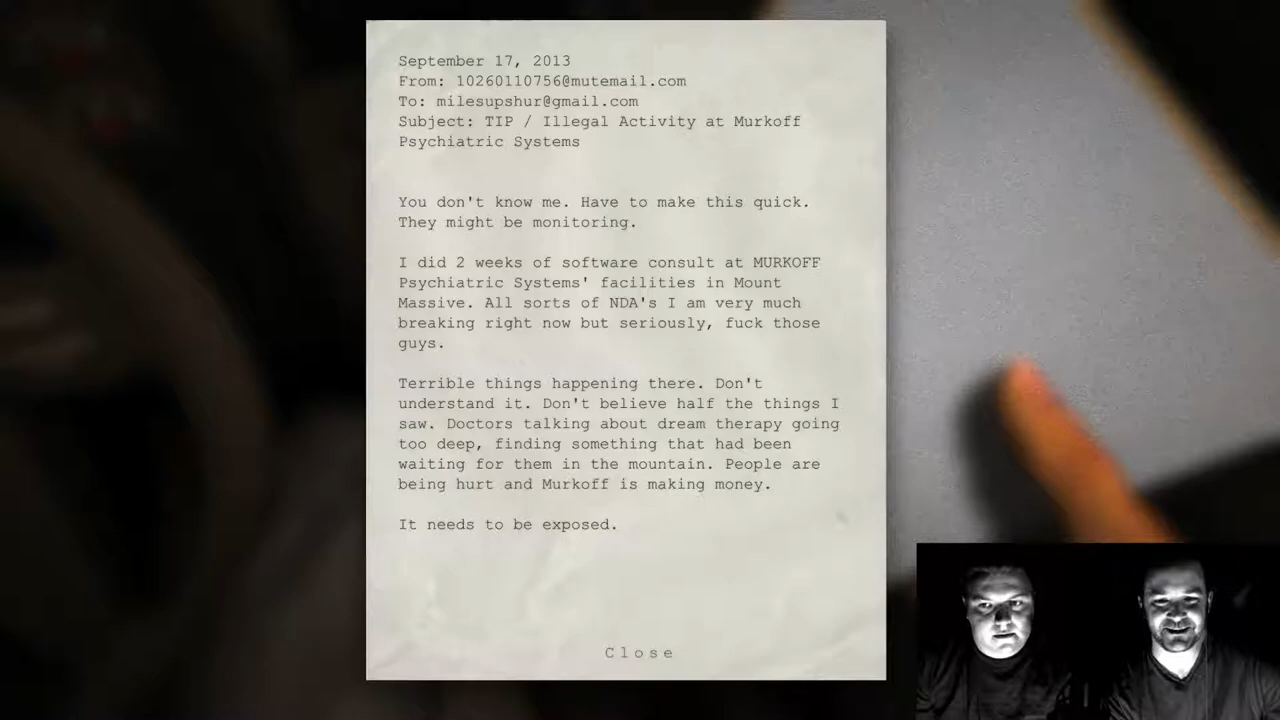 September 17, 2013
From: 10260110756@mutemail.com
To: milesupshur@gmail.com
Subject: TIP / Illegal Activity at Murkoff
Psychiatric Systems
You don't know me. Have to make this quick.
They might be monitoring.
I did 2 weeks of software consult at MURKOFF
Psychiatric Systems' facilities in Mount
Massive. All sorts of NDA's I am very much
breaking right now but seriously, fuck those
guys.
Terrible things happening there. Don't
understand it. Don't believe half the things I
saw. Doctors talking about dream therapy going
too deep, finding something that had been
waiting for them in the mountain. People are
being hurt and Murkoff is making money.
It needs to be exposed.
Close